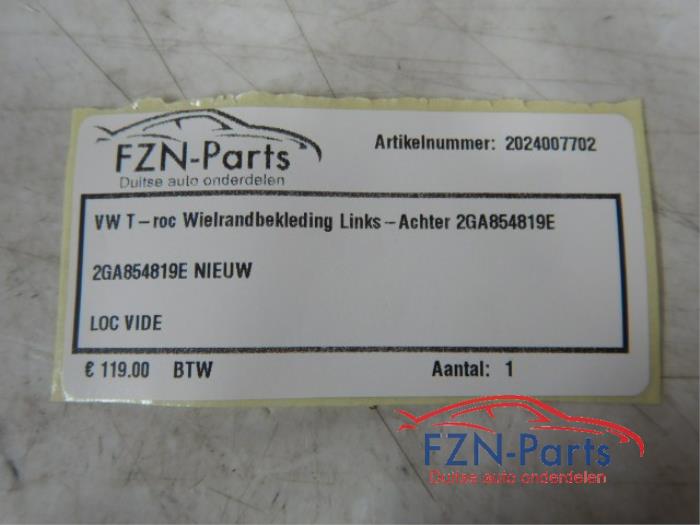 FZN-Parts
Duitse auto onderdelen
Artikelnummer: 2024007702
VW T-roc Wielrandbekleding Links-Achter 2GA854819E
2GA854819E NIEUW
LOC VIDE
€ 119.00 BTW
Aantal: 1
FZN-Parts
Duitse auto onderdelen